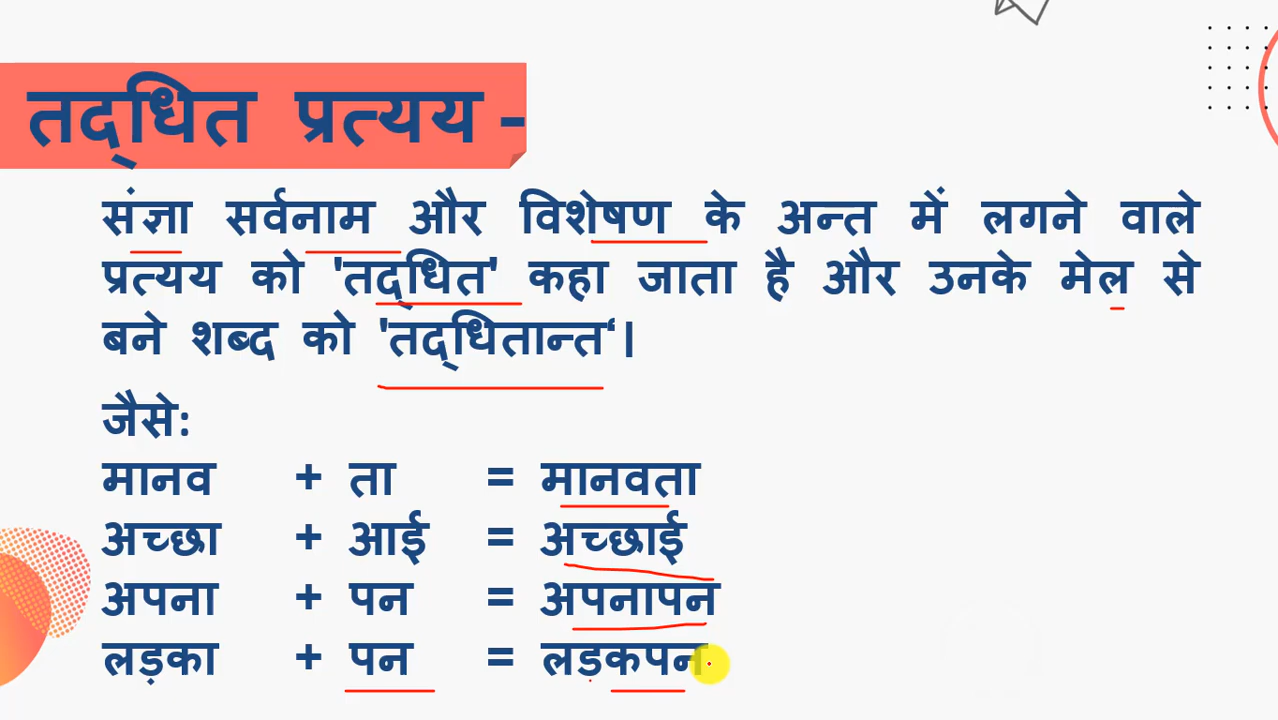 तद्धित प्रत्यय -
संज्ञा सर्वनाम और विशेषण के अन्त में लगने वाले
प्रत्यय को 'तद्धित' कहा जाता है और उनके मेल से
बने शब्द को 'तद्धितान्त‘।
जैसे:
मानव + ता = मानवता
अच्छा + आई = अच्छाई
अपना + पन = अपनापन
लड़का + पन = लड़कपन